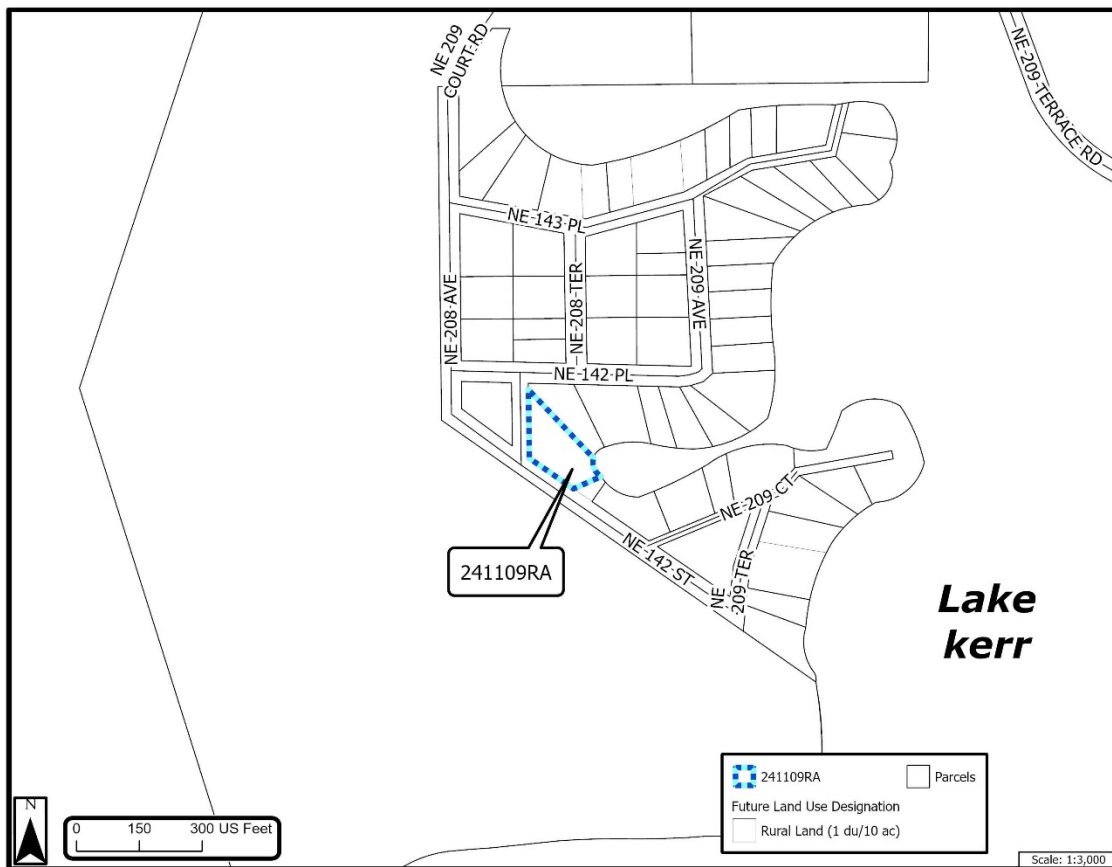 NE 209
COURT RD
NE 209 TERRACE RD
NE 143 PL
NE 208 AVE
NE 208 TER
NE 209 AVE
NE 142 PL
NE 209 CT
NE 142 ST
NE
209 TER
241109RA
Lake
kerr
241109RA
Parcels
Future Land Use Designation
Rural Land (1 du/10 ac)
N
0 150 300 US Feet
Scale: 1:3,000